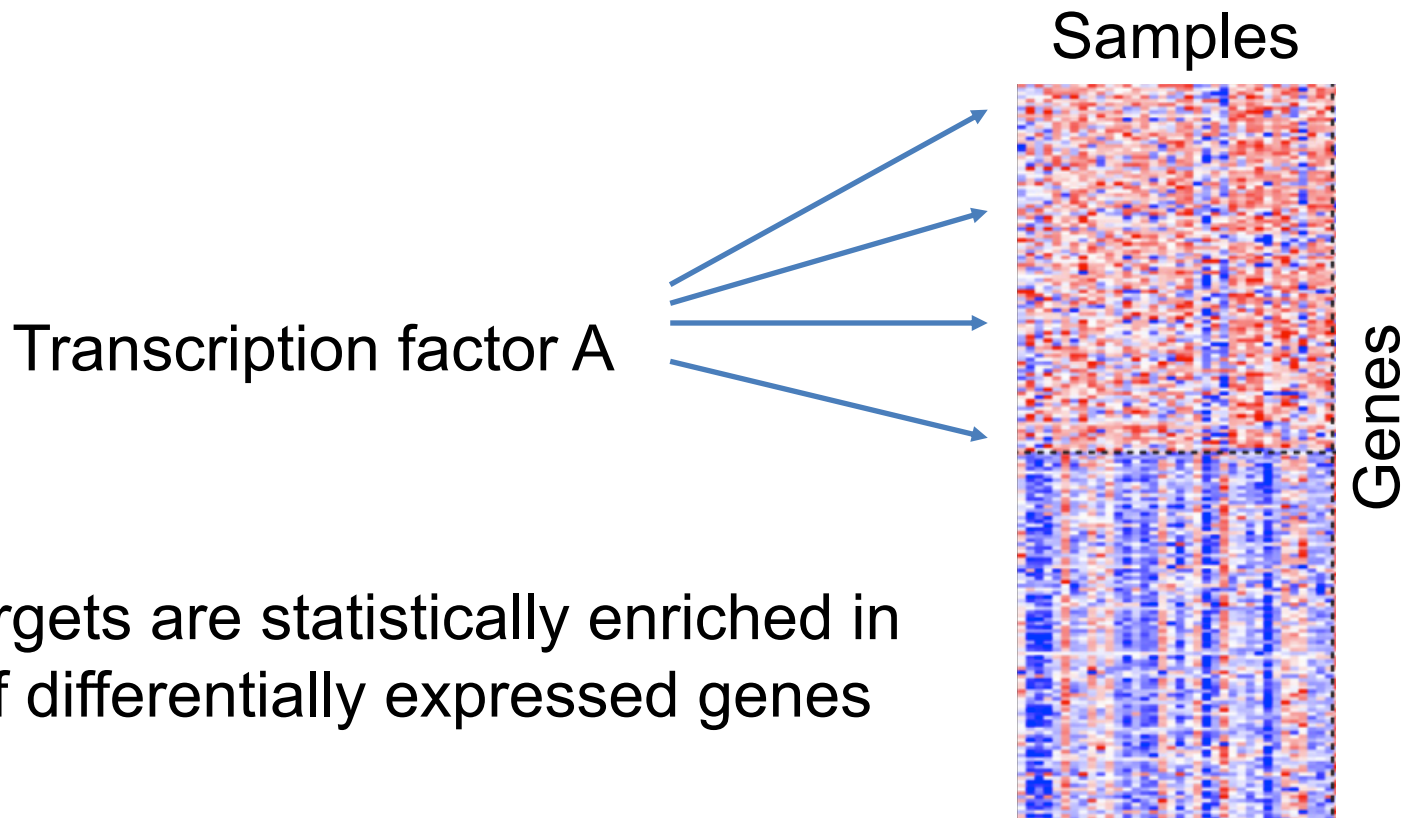 Samples
Transcription factor A
Genes
rgets are statistically enriched in
f differentially expressed genes